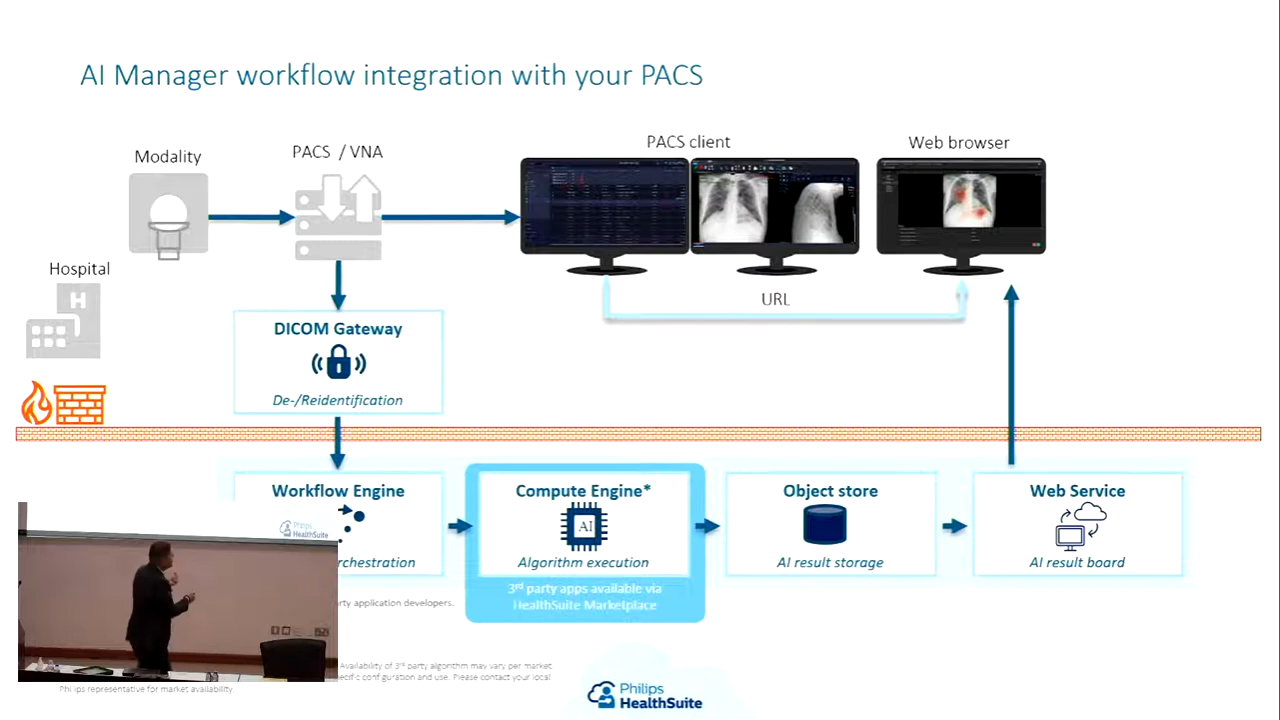 AI Manager workflow integration with your PACS
Modality
PACS / VNA
PACS client
Web browser
Hospital
H
URL
DICOM Gateway
De-/Reidentification
Workflow Engine
Compute Engine*
Object store
Web Service
AI
Algorithm execution
AI result storage
AI result board
3rd party apps available via
HealthSuite Marketplace
party application developers.
Availability of 3rd party algorithm may vary per market
configuration and use. Please contact your local
Philips representative for market availability.
Philips
HealthSuite
Philips
HealthSuite